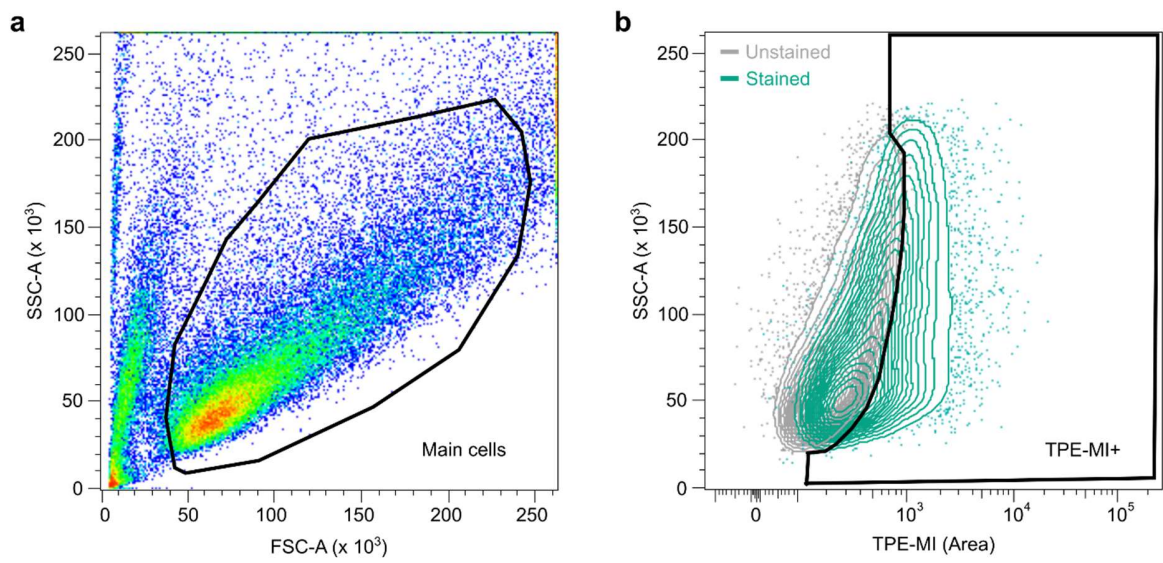 a
250
200
150
100
50
0
SSC-A (x 10³)
Main cells
0 50 100 150 200 250
FSC-A (x 10³)
b
Unstained
Stained
250
200
150
100
50
0
SSC-A (x 10³)
TPE-MI+
0 10³ 10⁴ 10⁵
TPE-MI (Area)